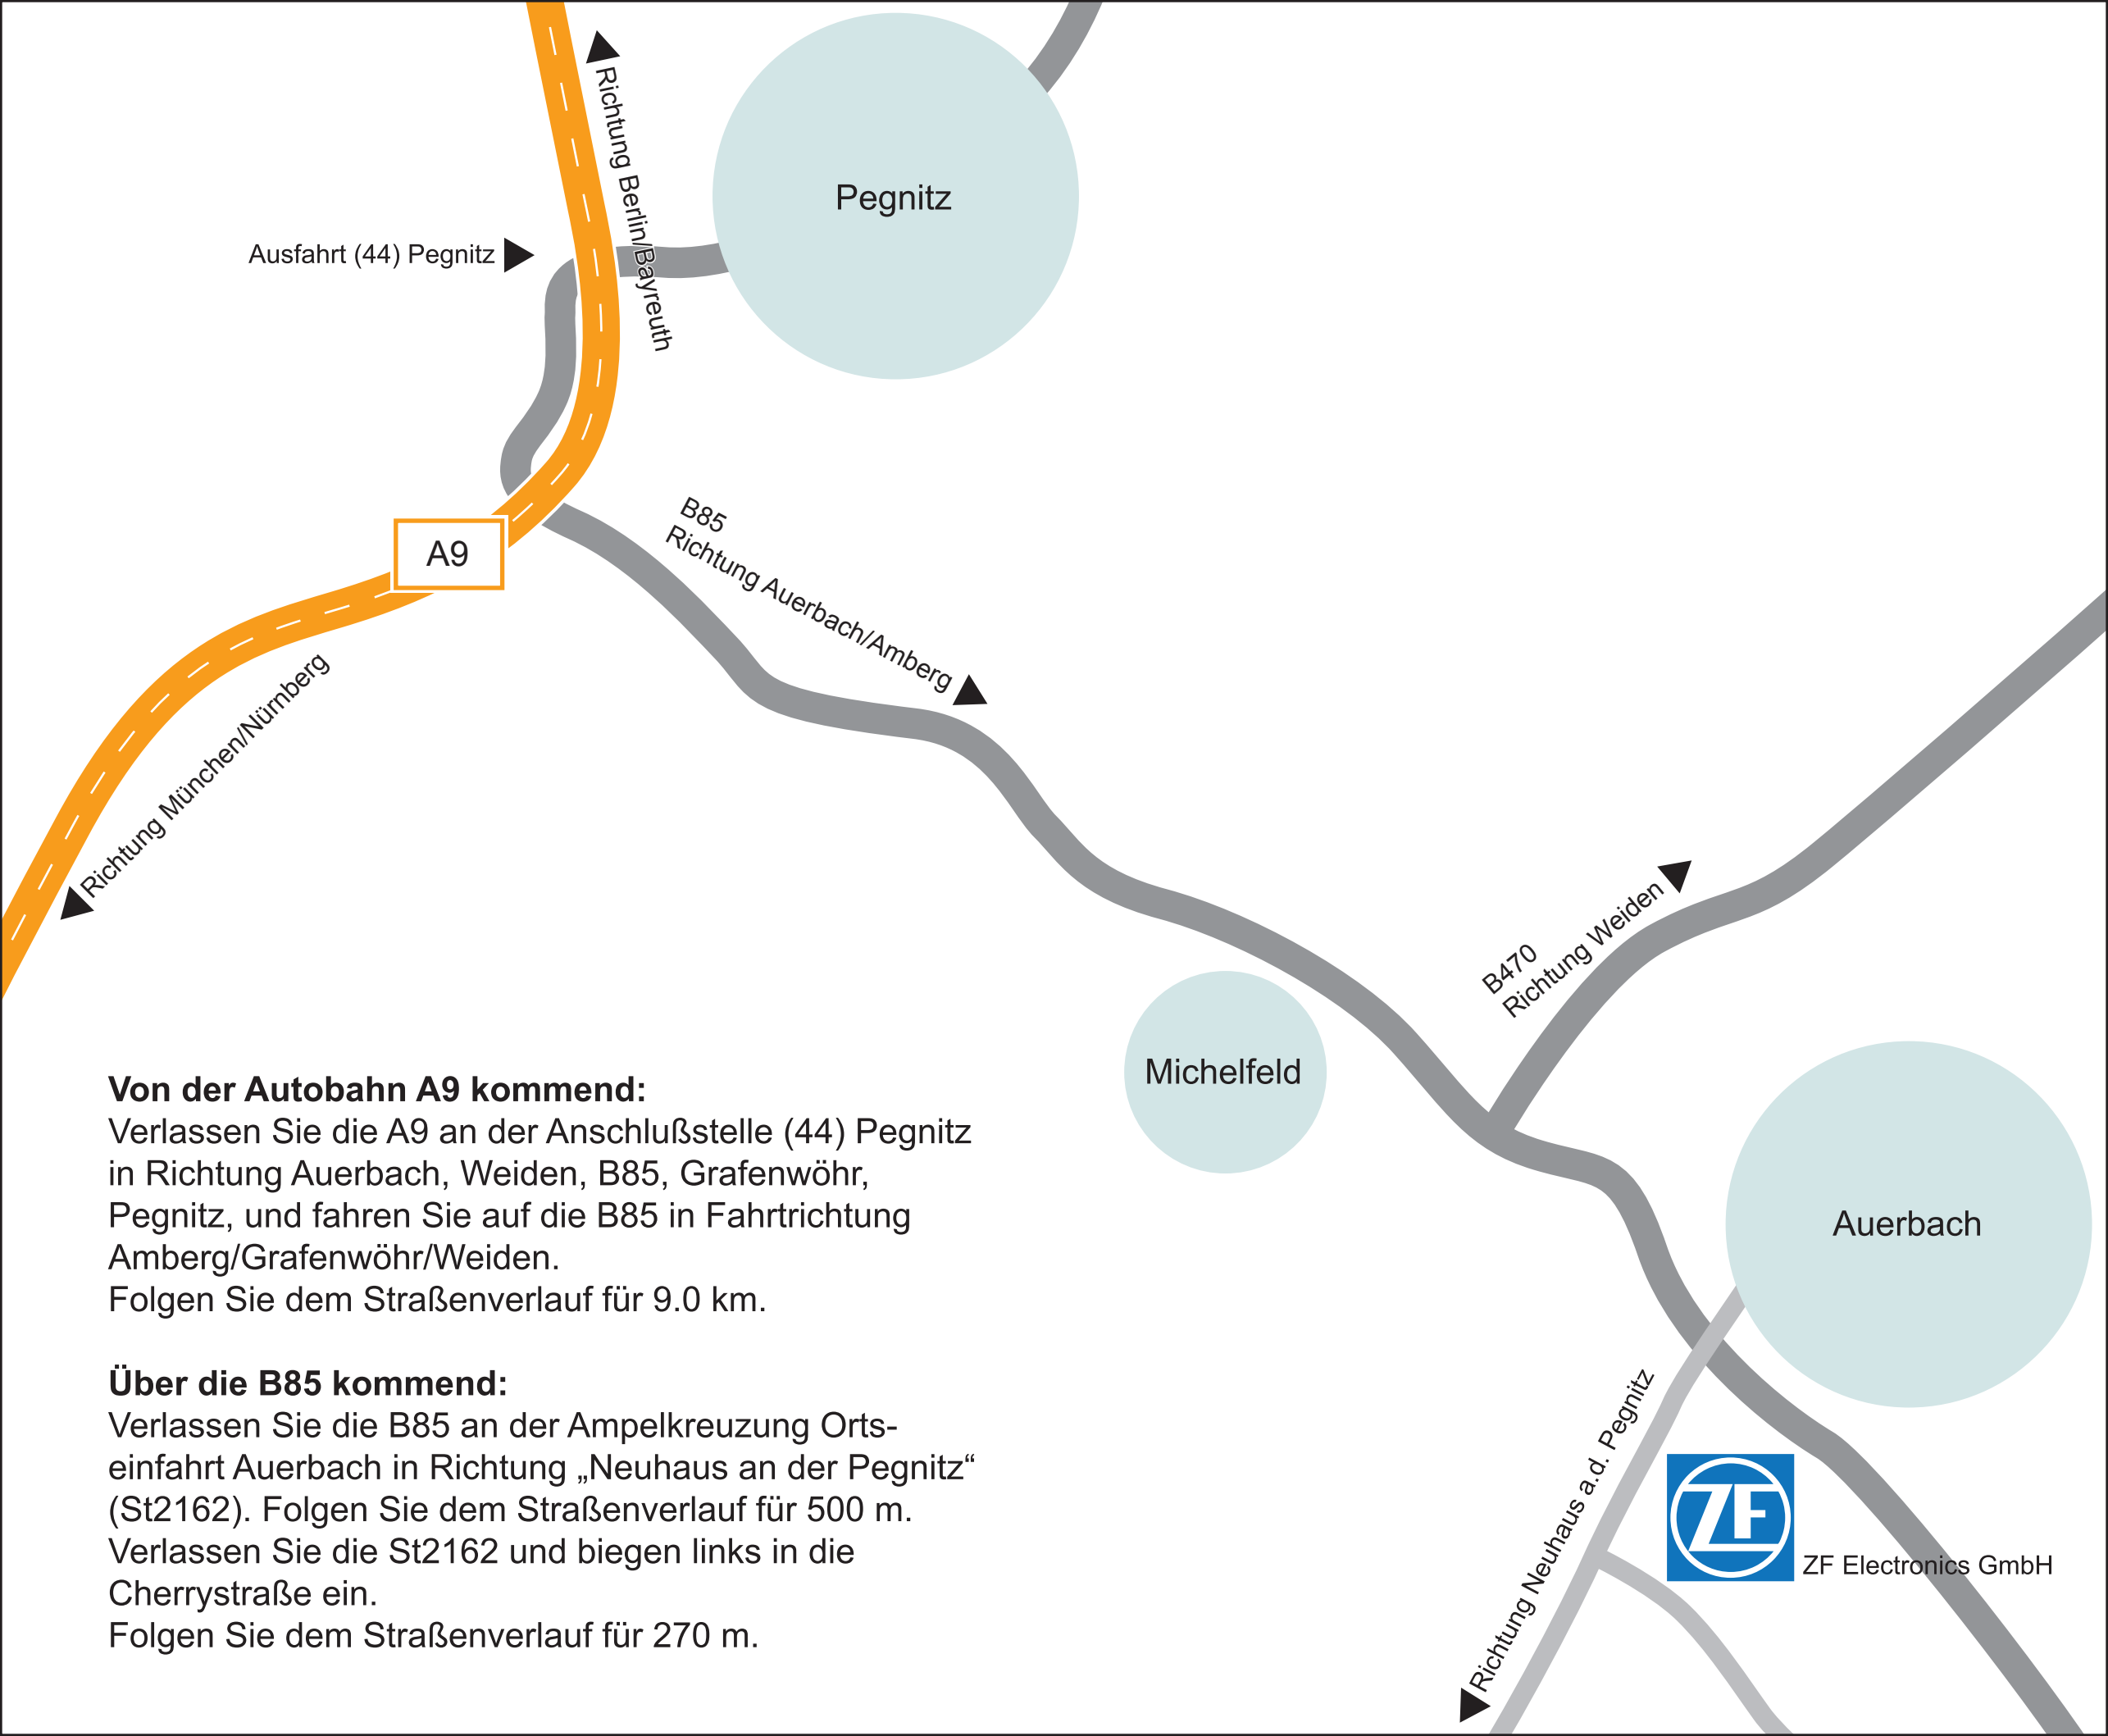 Richtung Berlin/Bayreuth
Pegnitz
Ausfahrt (44) Pegnitz
A9
B85
Richtung Auerbach/Amberg
Richtung München/Nürnberg
B470
Richtung Weiden
Michelfeld
Auerbach
Von der Autobahn A9 kommend:
Verlassen Sie die A9 an der Anschlußstelle (44) Pegnitz
in Richtung Auerbach, Weiden, B85, Grafenwöhr,
Pegnitz, und fahren Sie auf die B85 in Fahrtrichtung
Amberg/Grafenwöhr/Weiden.
Folgen Sie dem Straßenverlauf für 9.0 km.
Über die B85 kommend:
Verlassen Sie die B85 an der Ampelkreuzung Orts-
einfahrt Auerbach in Richtung „Neuhaus an der Pegnitz“
(St2162). Folgen Sie dem Straßenverlauf für 500 m.
Verlassen Sie die St2162 und biegen links in die
Cherrystraße ein.
Folgen Sie dem Straßenverlauf für 270 m.
Richtung Neuhaus a.d. Pegnitz
ZF
ZF Electronics GmbH